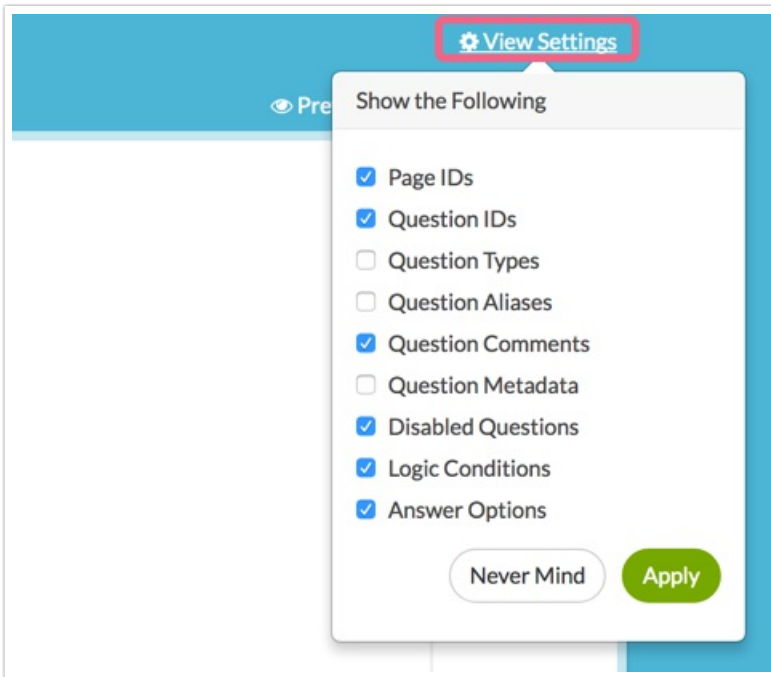 View Settings
Pre
Show the Following
Page IDs
Question IDs
Question Types
Question Aliases
Question Comments
Question Metadata
Disabled Questions
Logic Conditions
Answer Options
Never Mind
Apply